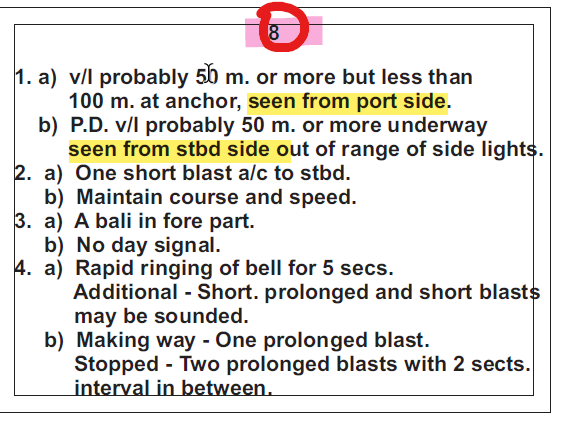 8
1. a) v/l probably 50 m. or more but less than
100 m. at anchor, seen from port side.
b) P.D. v/l probably 50 m. or more underway
seen from stbd side out of range of side lights.
2. a) One short blast a/c to stbd.
b) Maintain course and speed.
3. a) A bali in fore part.
b) No day signal.
4. a) Rapid ringing of bell for 5 secs.
Additional - Short. prolonged and short blasts
may be sounded.
b) Making way - One prolonged blast.
Stopped - Two prolonged blasts with 2 sects.
interval in between.